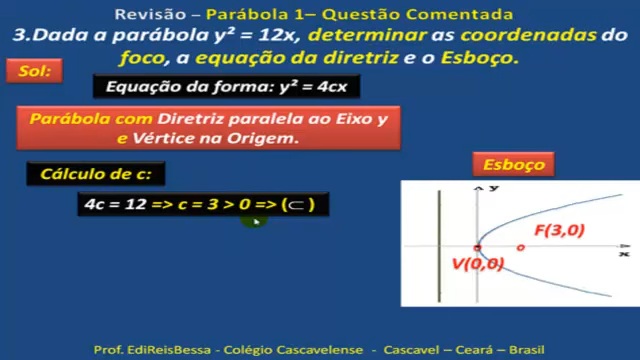 Revisão – Parábola 1– Questão Comentada
3.Dada a parábola y² = 12x, determinar as coordenadas do
foco, a equação da diretriz e o Esboço.
Sol:
Equação da forma: y² = 4cx
Parábola com Diretriz paralela ao Eixo y
e Vértice na Origem.
Cálculo de c:
4c = 12 => c = 3 > 0 => (⊂ )
Esboço
y
F(3,0)
x
V(0,0)
Prof. EdiReisBessa - Colégio Cascavelense - Cascavel – Ceará – Brasil